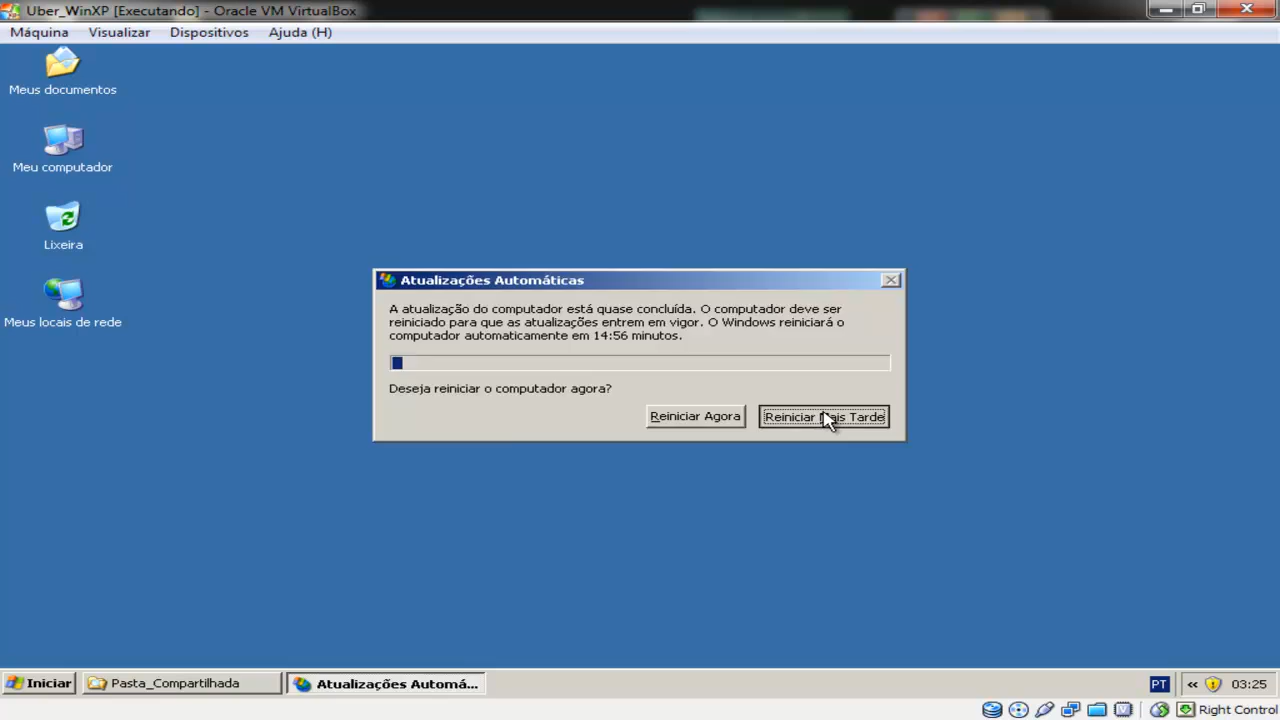 Uber_WinXP [Executando] - Oracle VM VirtualBox
Máquina Visualizar Dispositivos Ajuda (H)
Meus documentos
Meu computador
Lixeira
Meus locais de rede
Atualizações Automáticas
A atualização do computador está quase concluída. O computador deve ser
reiniciado para que as atualizações entrem em vigor. O Windows reiniciará o
computador automaticamente em 14:56 minutos.
Deseja reiniciar o computador agora?
Reiniciar Agora Reiniciar Mais Tarde
Iniciar Pasta_Compartilhada Atualizações Automá... PT « 03:25
Right Control